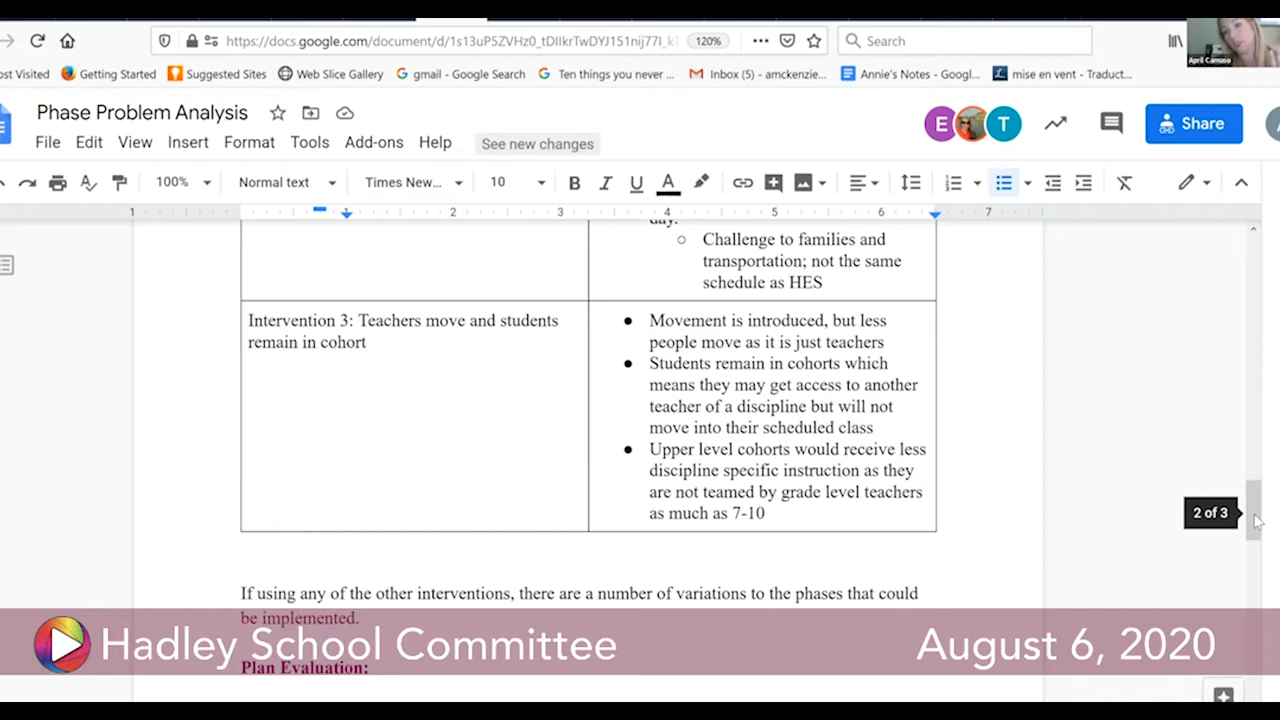 https://docs.google.com/document/d/1s13uP5ZVHz0_tDIIkrTwDYJ151nij77I_k1
120%
Search
April Camuso
ost Visited
Getting Started
Suggested Sites
Web Slice Gallery
gmail - Google Search
Ten things you never ...
Inbox (5) - amckenzie...
Annie's Notes - Googl...
mise en vent - Traduct...
Phase Problem Analysis
E
T
Share
File Edit View Insert Format Tools Add-ons Help
See new changes
100%
Normal text
Times New...
10
B I U A
1 1 2 3 4 5 6 7
day.
Challenge to families and
transportation; not the same
schedule as HES
Intervention 3: Teachers move and students
remain in cohort
Movement is introduced, but less
people move as it is just teachers
Students remain in cohorts which
means they may get access to another
teacher of a discipline but will not
move into their scheduled class
Upper level cohorts would receive less
discipline specific instruction as they
are not teamed by grade level teachers
as much as 7-10
2 of 3
If using any of the other interventions, there are a number of variations to the phases that could
be implemented.
Hadley School Committee
August 6, 2020
Plan Evaluation: